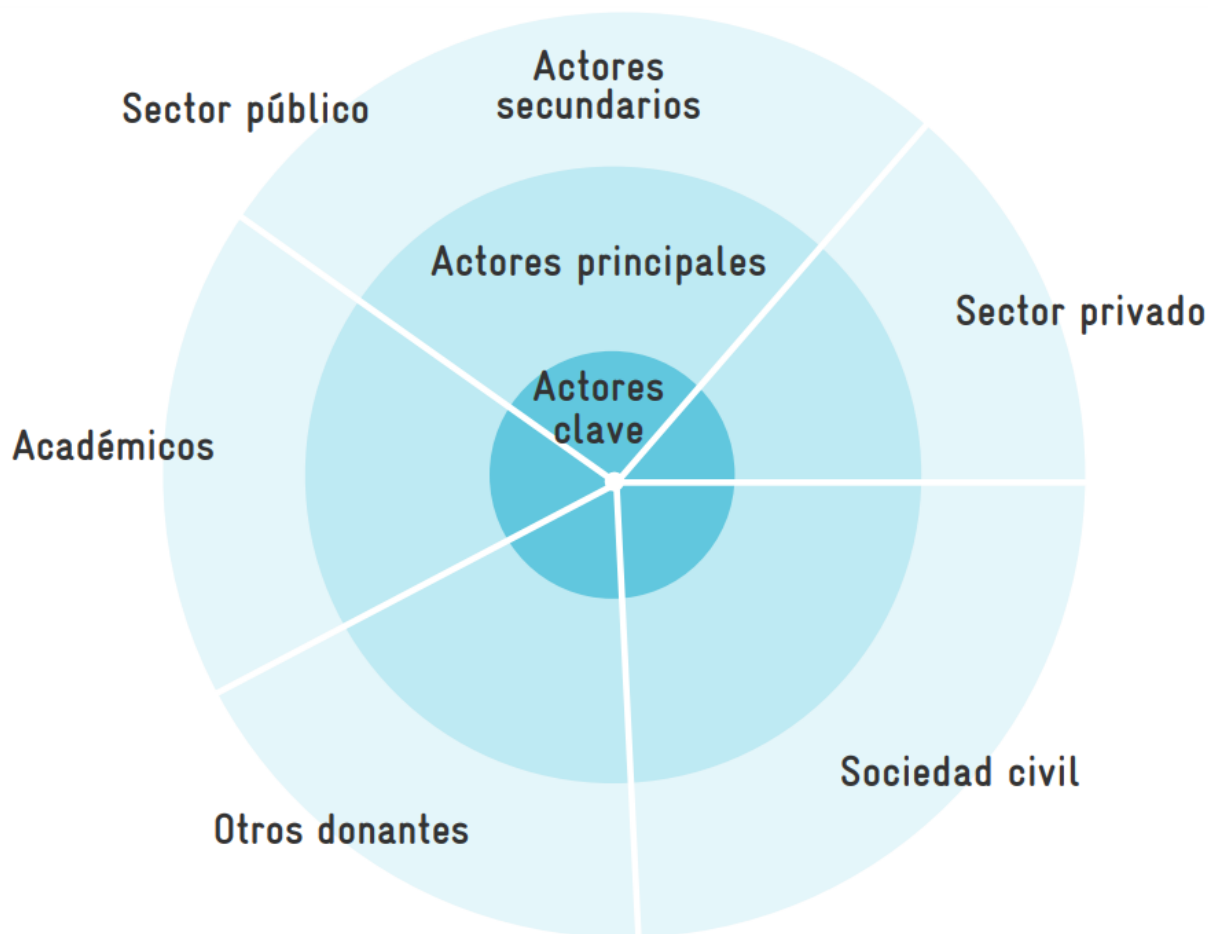 Actores
secundarios
Sector público
Actores principales
Sector privado
Actores
clave
Académicos
Sociedad civil
Otros donantes